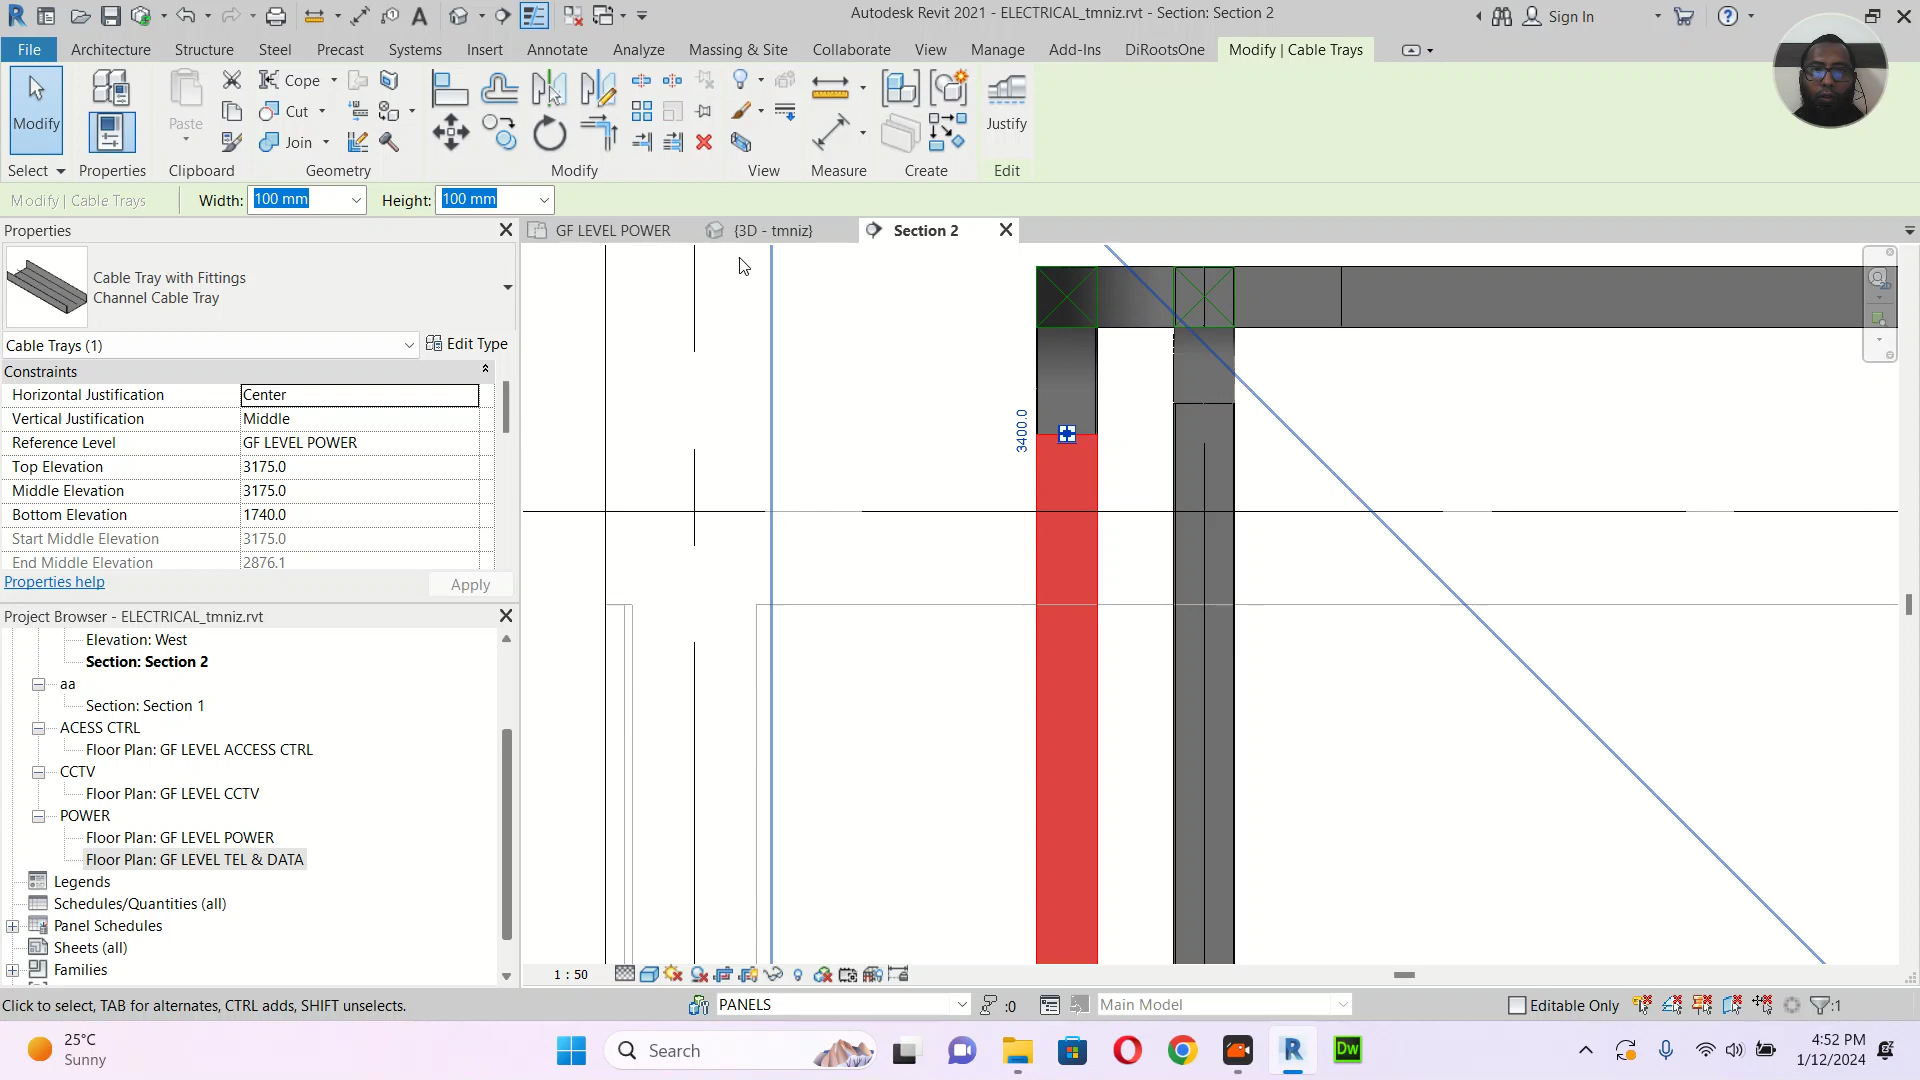 Autodesk Revit 2021 - ELECTRICAL_tmniz.rvt - Section: Section 2
Sign In
File Architecture Structure Steel Precast Systems Insert Annotate Analyze Massing & Site Collaborate View Manage Add-Ins DiRootsOne Modify | Cable Trays
Modify
Paste
Cope
Cut
Join
Justify
Select Properties Clipboard Geometry Modify View Measure Create Edit
Modify | Cable Trays
Width: 100 mm Height: 100 mm
Properties
GF LEVEL POWER
{3D - tmniz}
Section 2
Cable Tray with Fittings
Channel Cable Tray
Cable Trays (1)
Edit Type
Constraints
Horizontal Justification Center
Vertical Justification Middle
Reference Level GF LEVEL POWER
Top Elevation 3175.0
Middle Elevation 3175.0
Bottom Elevation 1740.0
Start Middle Elevation 3175.0
End Middle Elevation 2876.1
Properties help
Apply
3400.0
Project Browser - ELECTRICAL_tmniz.rvt
Elevation: West
Section: Section 2
aa
Section: Section 1
ACESS CTRL
Floor Plan: GF LEVEL ACCESS CTRL
CCTV
Floor Plan: GF LEVEL CCTV
POWER
Floor Plan: GF LEVEL POWER
Floor Plan: GF LEVEL TEL & DATA
Legends
Schedules/Quantities (all)
Panel Schedules
Sheets (all)
Families
1 : 50
Click to select, TAB for alternates, CTRL adds, SHIFT unselects.
PANELS
:0
Main Model
Editable Only
:1
25°C
Sunny
Search
Dw
4:52 PM
1/12/2024